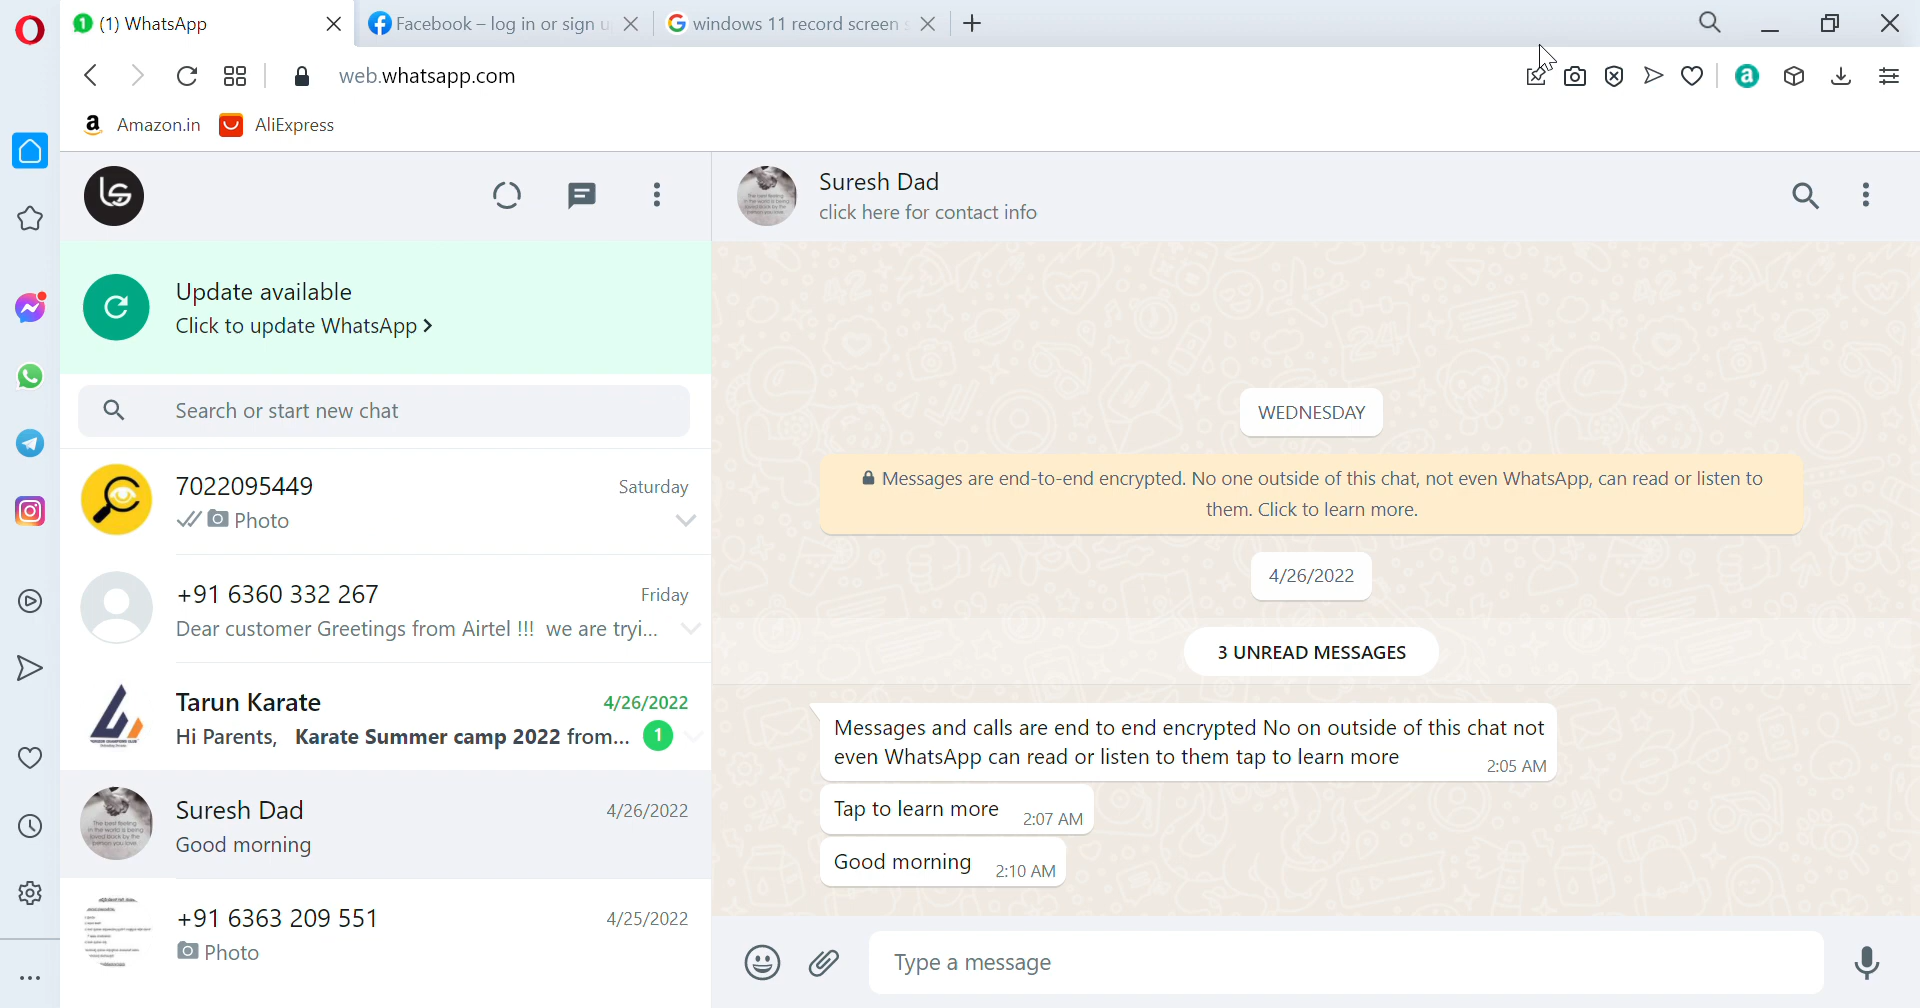 (1) WhatsApp
Facebook – log in or sign u
windows 11 record screen
web.whatsapp.com
Amazon.in
AliExpress
Update available
Click to update WhatsApp
Search or start new chat
7022095449
Saturday
Photo
+91 6360 332 267
Friday
Dear customer Greetings from Airtel !!! we are tryi...
Tarun Karate
4/26/2022
Hi Parents, Karate Summer camp 2022 from...
1
Suresh Dad
4/26/2022
Good morning
+91 6363 209 551
4/25/2022
Photo
Suresh Dad
click here for contact info
WEDNESDAY
Messages are end-to-end encrypted. No one outside of this chat, not even WhatsApp, can read or listen to
them. Click to learn more.
4/26/2022
3 UNREAD MESSAGES
Messages and calls are end to end encrypted No on outside of this chat not
even WhatsApp can read or listen to them tap to learn more
2:05 AM
Tap to learn more
2:07 AM
Good morning
2:10 AM
Type a message